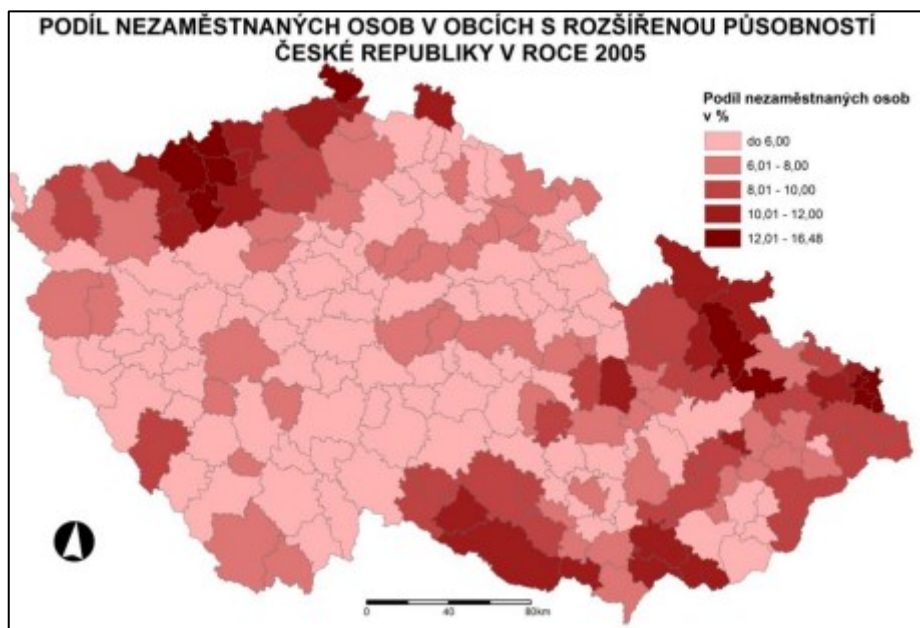 PODÍL NEZAMĚSTNANÝCH OSOB V OBCÍCH S ROZŠÍŘENOU PŮSOBNOSTÍ
ČESKÉ REPUBLIKY V ROCE 2005
Podíl nezaměstnaných osob
v %
do 6,00
6,01 - 8,00
8,01 - 10,00
10,01 - 12,00
12,01 - 16,48
0 40 80km